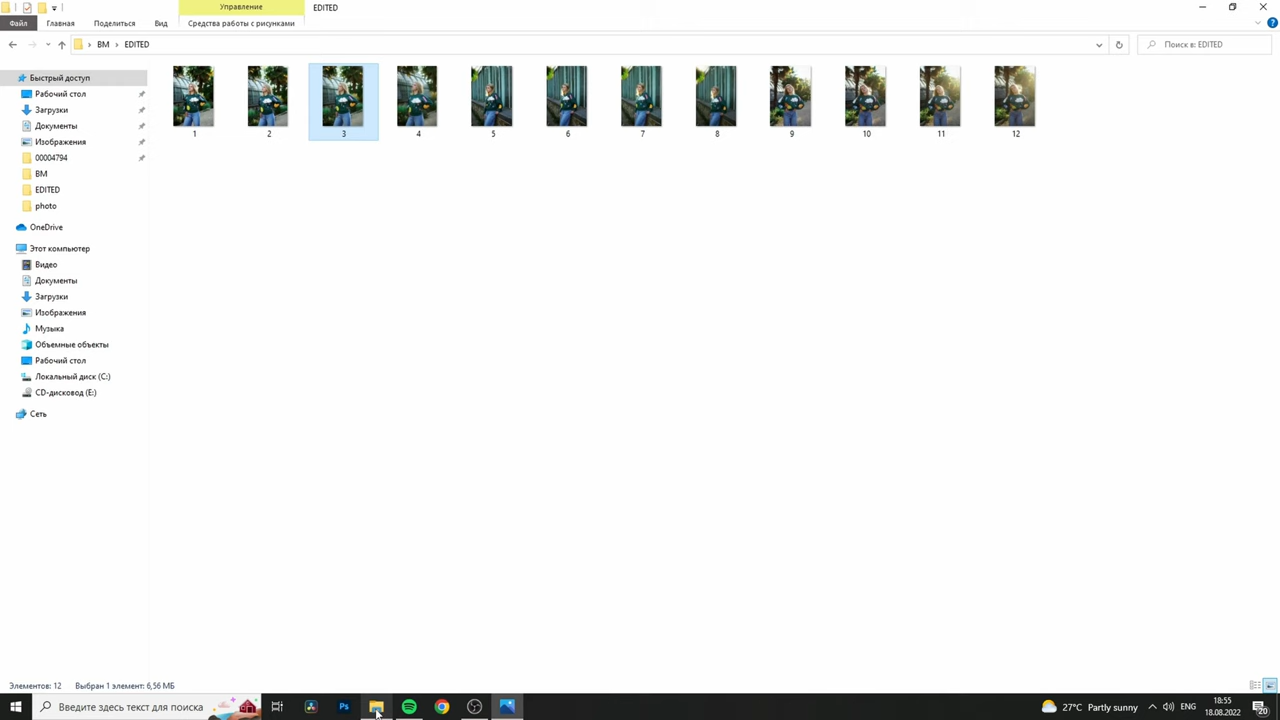 Управление
EDITED
Файл
Главная
Поделиться
Вид
Средства работы с рисунками
BM
EDITED
Поиск в: EDITED
Быстрый доступ
Рабочий стол
Загрузки
Документы
Изображения
00004794
BM
EDITED
photo
OneDrive
Этот компьютер
Видео
Документы
Загрузки
Изображения
Музыка
Объемные объекты
Рабочий стол
Локальный диск (C:)
CD-дисковод (E:)
Сеть
1
2
3
4
5
6
7
8
9
10
11
12
Элементов: 12
Выбран 1 элемент: 6,56 МБ
Введите здесь текст для поиска
Ps
27°C Partly sunny
ENG
18:55
18.08.2022
20